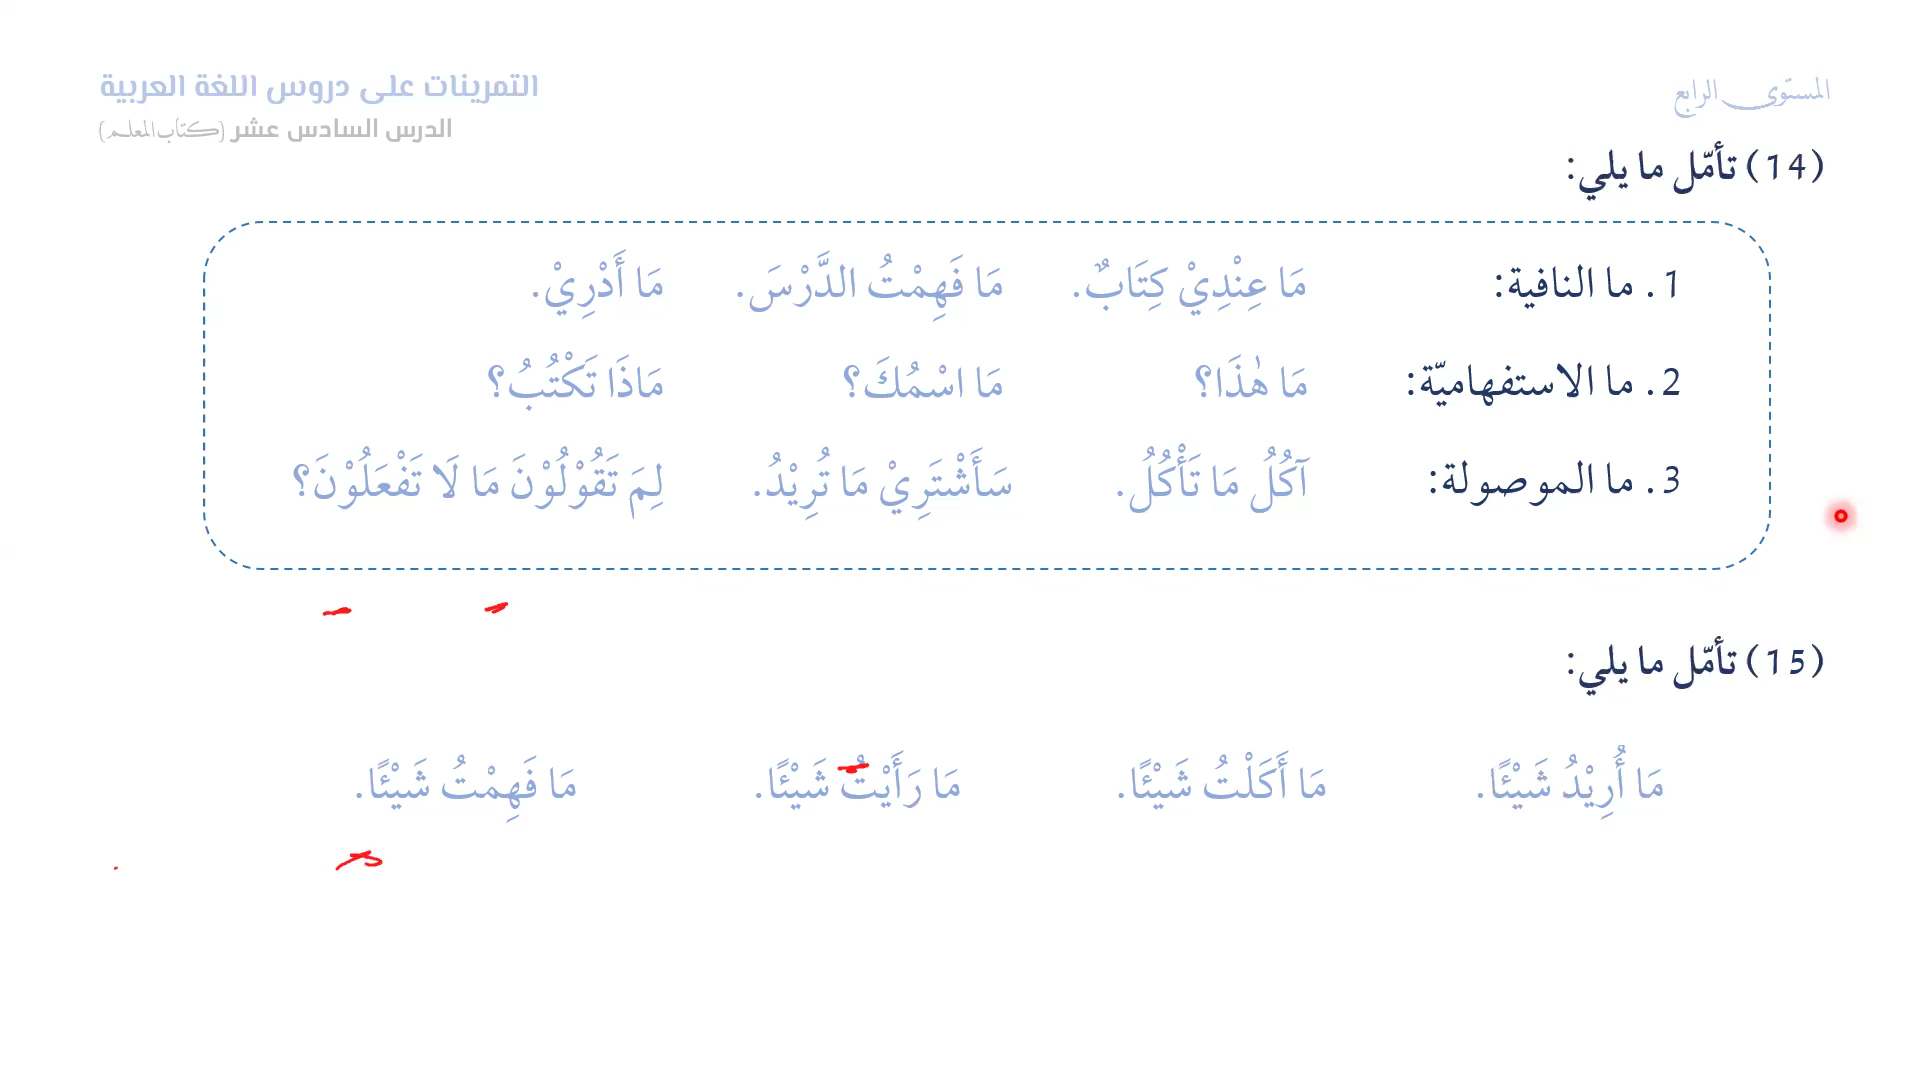 المستوى الرابع
التمرينات على دروس اللغة العربية
الدرس السادس عشر (كتاب المعلم)
(14) تأمّل ما يلي:
1. ما النافية: مَا عِنْدِيْ كِتَابٌ. مَا فَهِمْتُ الدَّرْسَ. مَا أَدْرِيْ.
2. ما الاستفهاميّة: مَا هٰذَا؟ مَا اسْمُكَ؟ مَاذَا تَكْتُبُ؟
3. ما الموصولة: آكُلُ مَا تَأْكُلُ. سَأَشْتَرِيْ مَا تُرِيْدُ. لِمَ تَقُوْلُوْنَ مَا لَا تَفْعَلُوْنَ؟
(15) تأمّل ما يلي:
مَا أُرِيْدُ شَيْئًا. مَا أَكَلْتُ شَيْئًا. مَا رَأَيْتُ شَيْئًا. مَا فَهِمْتُ شَيْئًا.